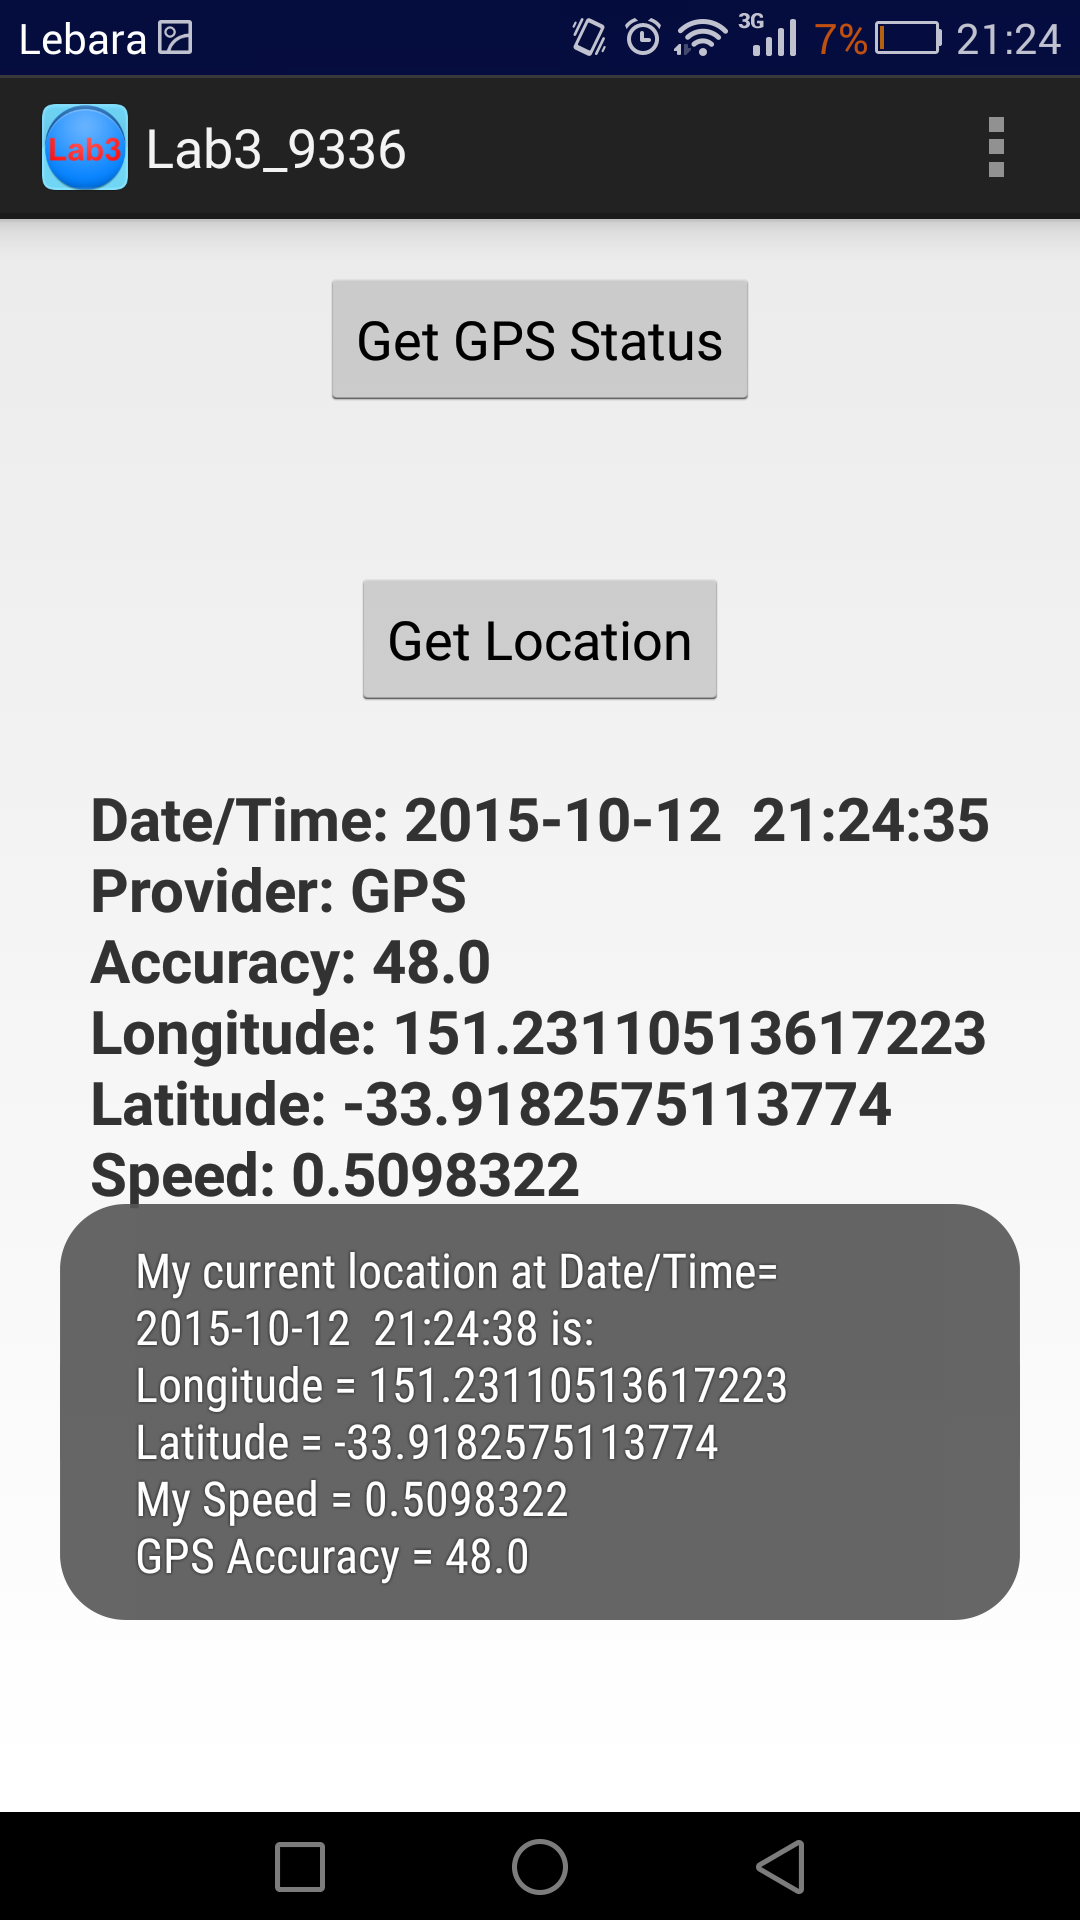 Lebara 3G 7% 21:24
Lab3 Lab3_9336
Get GPS Status
Get Location
Date/Time: 2015-10-12  21:24:35
Provider: GPS
Accuracy: 48.0
Longitude: 151.23110513617223
Latitude: -33.9182575113774
Speed: 0.5098322
My current location at Date/Time=
2015-10-12  21:24:38 is:
Longitude = 151.23110513617223
Latitude = -33.9182575113774
My Speed = 0.5098322
GPS Accuracy = 48.0